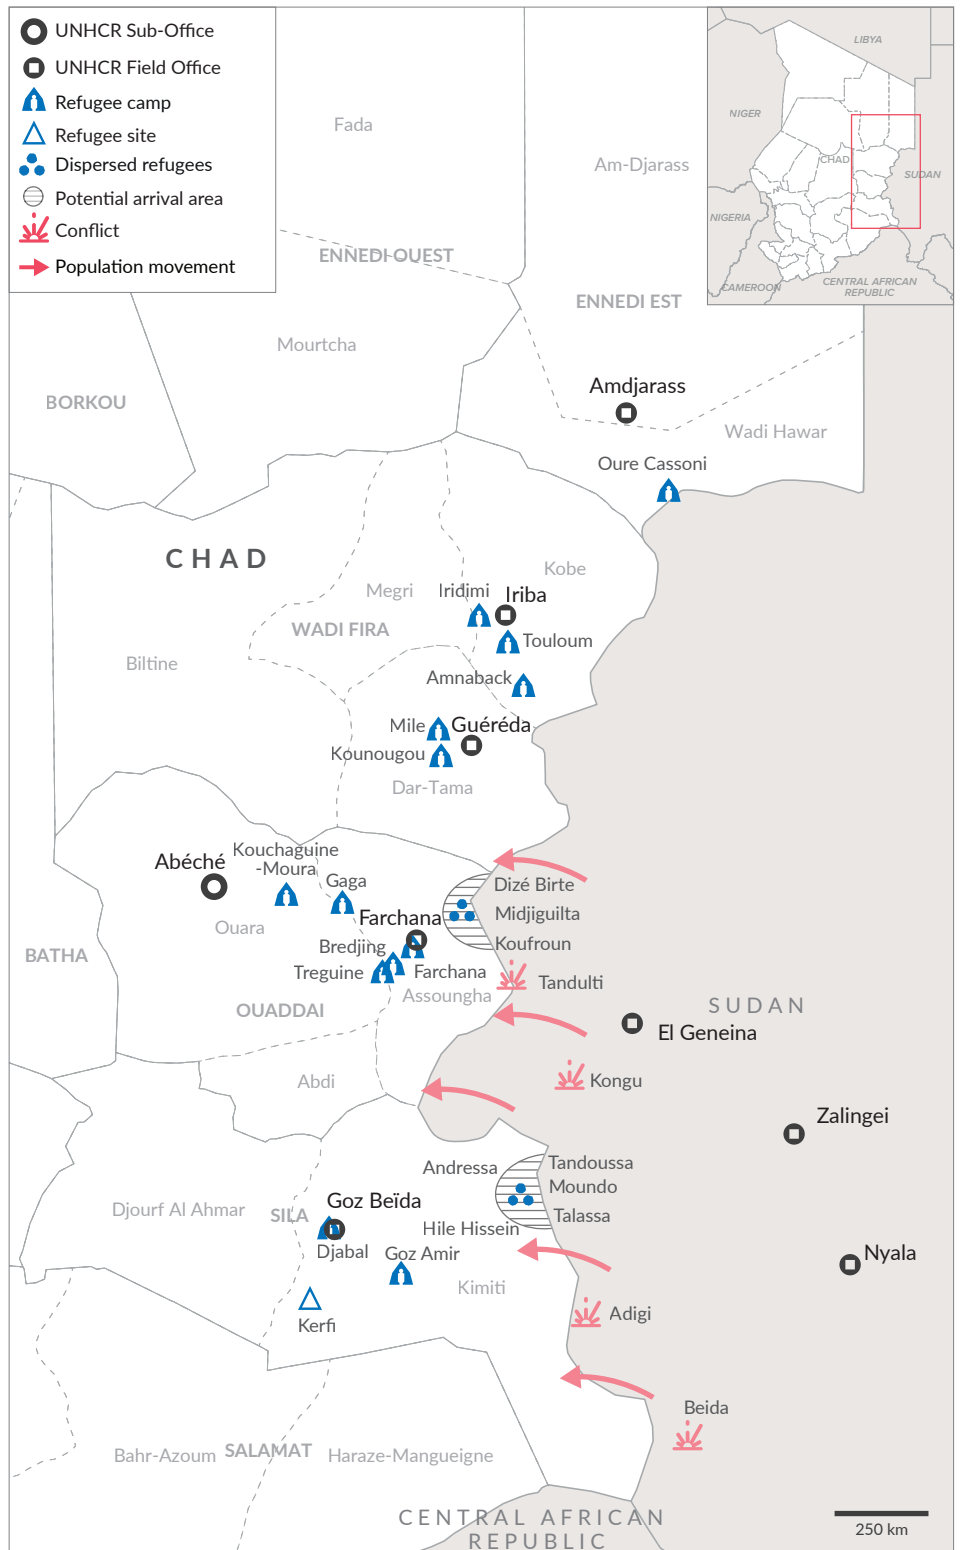 UNHCR Sub-Office
UNHCR Field Office
Refugee camp
Refugee site
Dispersed refugees
Potential arrival area
Conflict
Population movement
LIBYA
NIGER
CHAD
SUDAN
NIGERIA
CAMEROON
CENTRAL AFRICAN
REPUBLIC
Fada
Am-Djarass
ENNEDI OUEST
ENNEDI EST
Mourtcha
BORKOU
Amdjarass
Wadi Hawar
Oure Cassoni
CHAD
Kobe
Megri
Iridimi
Iriba
WADI FIRA
Touloum
Biltine
Amnaback
Mile
Guéréda
Kounougou
Dar-Tama
Abéché
Kouchaguine
-Moura
Gaga
Dizé Birte
Farchana
Midjiguilta
Ouara
Bredjing
Koufroun
BATHA
Treguine
Farchana
Tandulti
Assoungha
OUADDAI
SUDAN
El Geneina
Abdi
Kongu
Zalingei
Andressa
Tandoussa
Moundo
Goz Beïda
Djourf Al Ahmar
SILA
Talassa
Hile Hissein
Djabal
Goz Amir
Nyala
Kimiti
Kerfi
Adigi
Beida
Bahr-Azoum
SALAMAT
Haraze-Mangueigne
CENTRAL AFRICAN
REPUBLIC
250 km